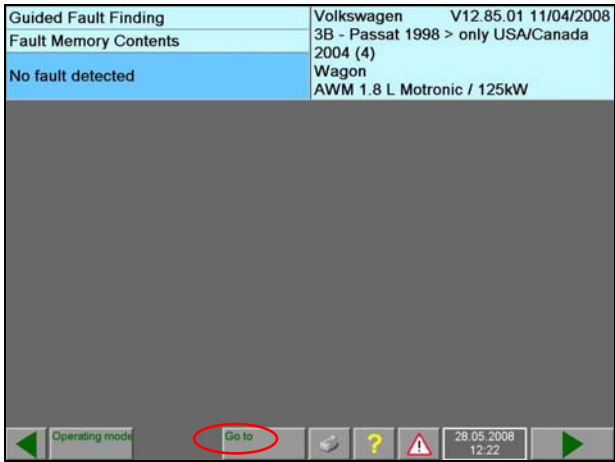 Guided Fault Finding
Fault Memory Contents
No fault detected
Volkswagen V12.85.01 11/04/2008
3B - Passat 1998 > only USA/Canada
2004 (4)
Wagon
AWM 1.8 L Motronic / 125kW
Operating mode
Go to
?
!
28.05.2008
12:22